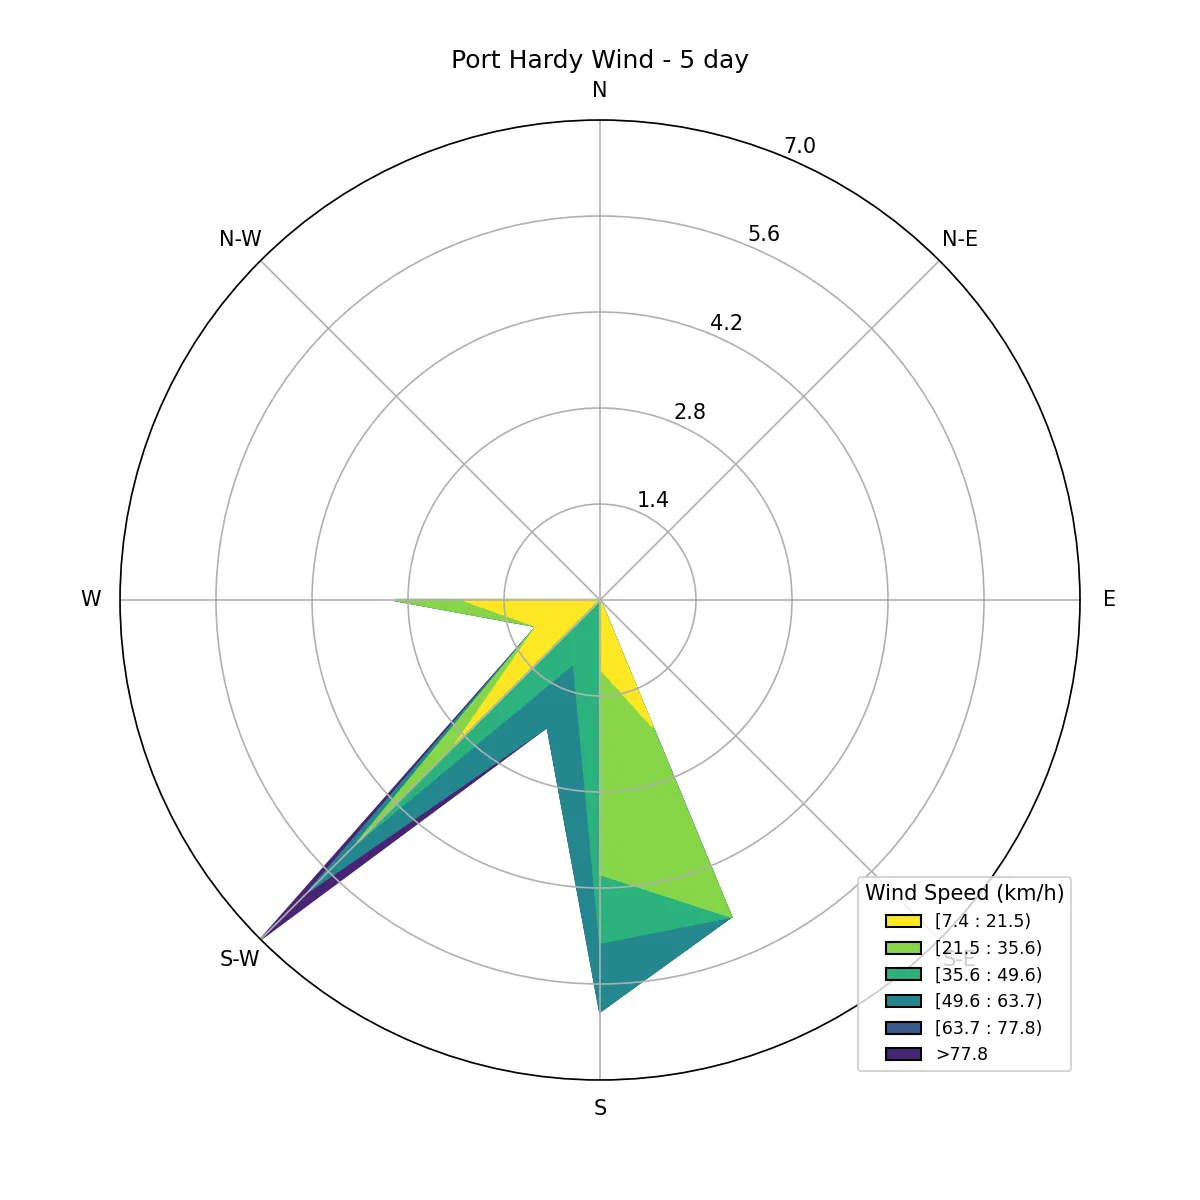 Port Hardy Wind - 5 day
N
7.0
N-W
N-E
5.6
4.2
2.8
1.4
W
E
S-W
S-E
S
Wind Speed (km/h)
[7.4 : 21.5)
[21.5 : 35.6)
[35.6 : 49.6)
[49.6 : 63.7)
[63.7 : 77.8)
>77.8